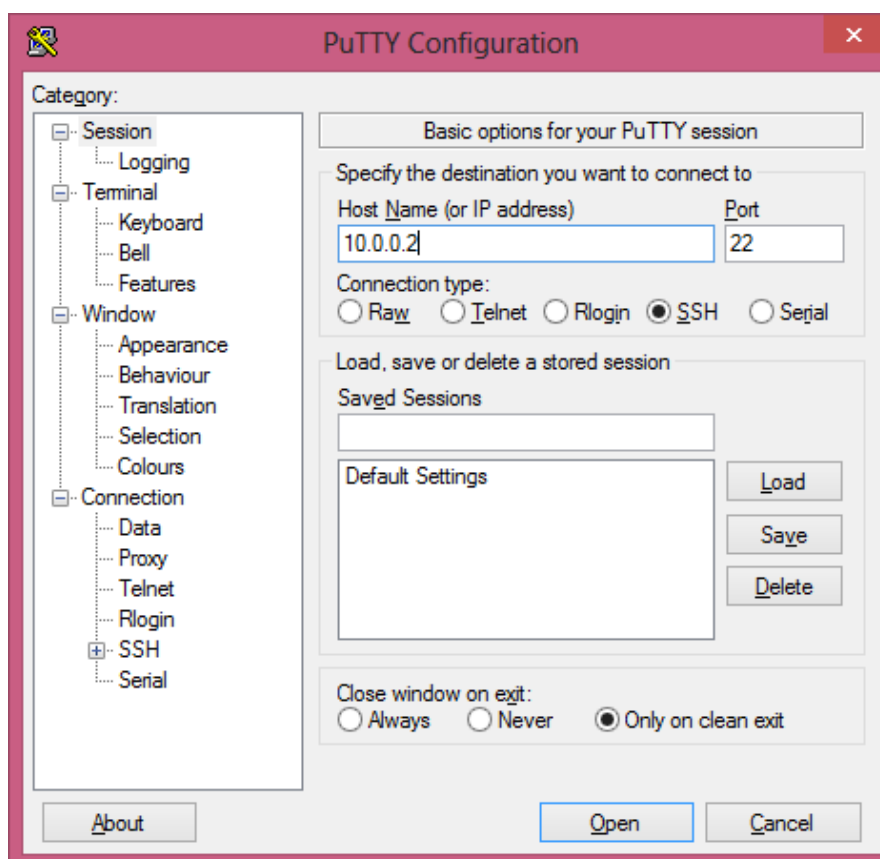 PuTTY Configuration
Category:
Session
Logging
Terminal
Keyboard
Bell
Features
Window
Appearance
Behaviour
Translation
Selection
Colours
Connection
Data
Proxy
Telnet
Rlogin
SSH
Serial
Basic options for your PuTTY session
Specify the destination you want to connect to
Host Name (or IP address) Port
10.0.0.2 22
Connection type:
Raw Telnet Rlogin SSH Serial
Load, save or delete a stored session
Saved Sessions
Default Settings
Load
Save
Delete
Close window on exit:
Always Never Only on clean exit
About Open Cancel